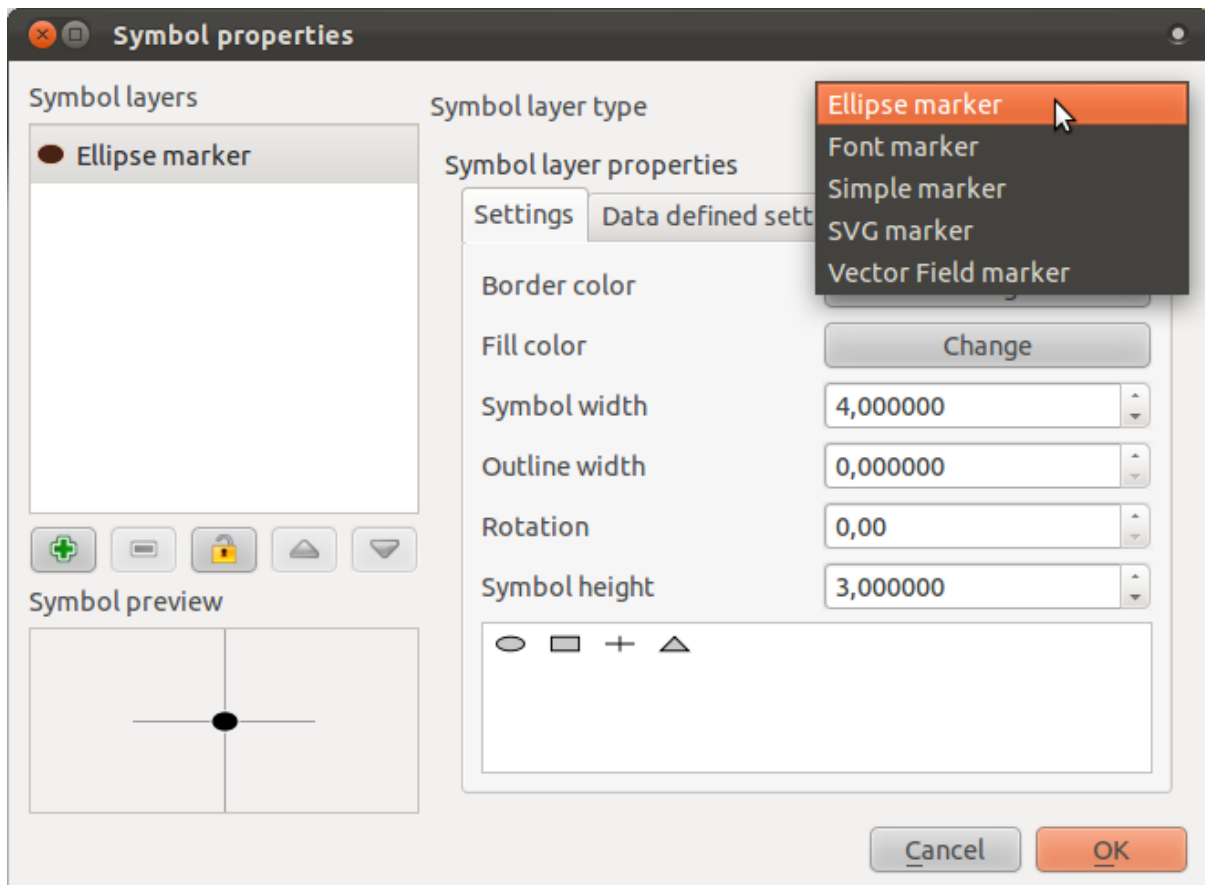 Symbol properties
Symbol layers
Ellipse marker
Symbol layer type
Ellipse marker
Font marker
Simple marker
SVG marker
Vector Field marker
Symbol layer properties
Settings
Data defined
Border color
Fill color
Change
Symbol width
4,000000
Outline width
0,000000
Rotation
0,00
Symbol height
3,000000
Symbol preview
Cancel
OK